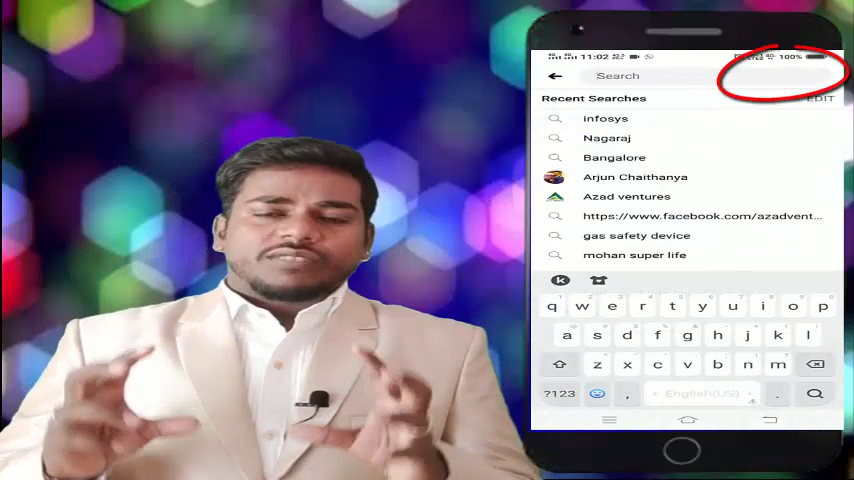 11:02 100%
Search
Recent Searches EDIT
infosys
Nagaraj
Bangalore
Arjun Chaithanya
Azad ventures
https://www.facebook.com/azadvent...
gas safety device
mohan super life
k
q w e r t y u i o p
a s d f g h j k l
z x c v b n m
?123 , English(US) .